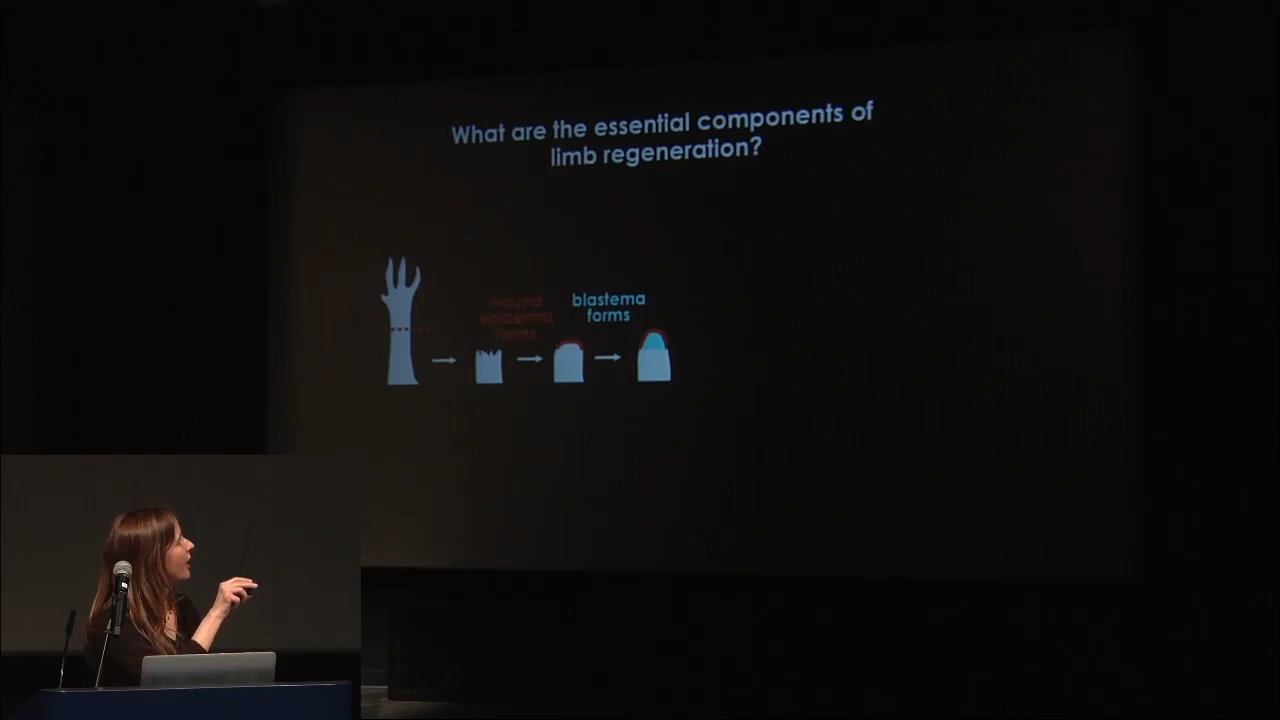 What are the essential components of
limb regeneration?
wound
epidermis
forms
blastema
forms